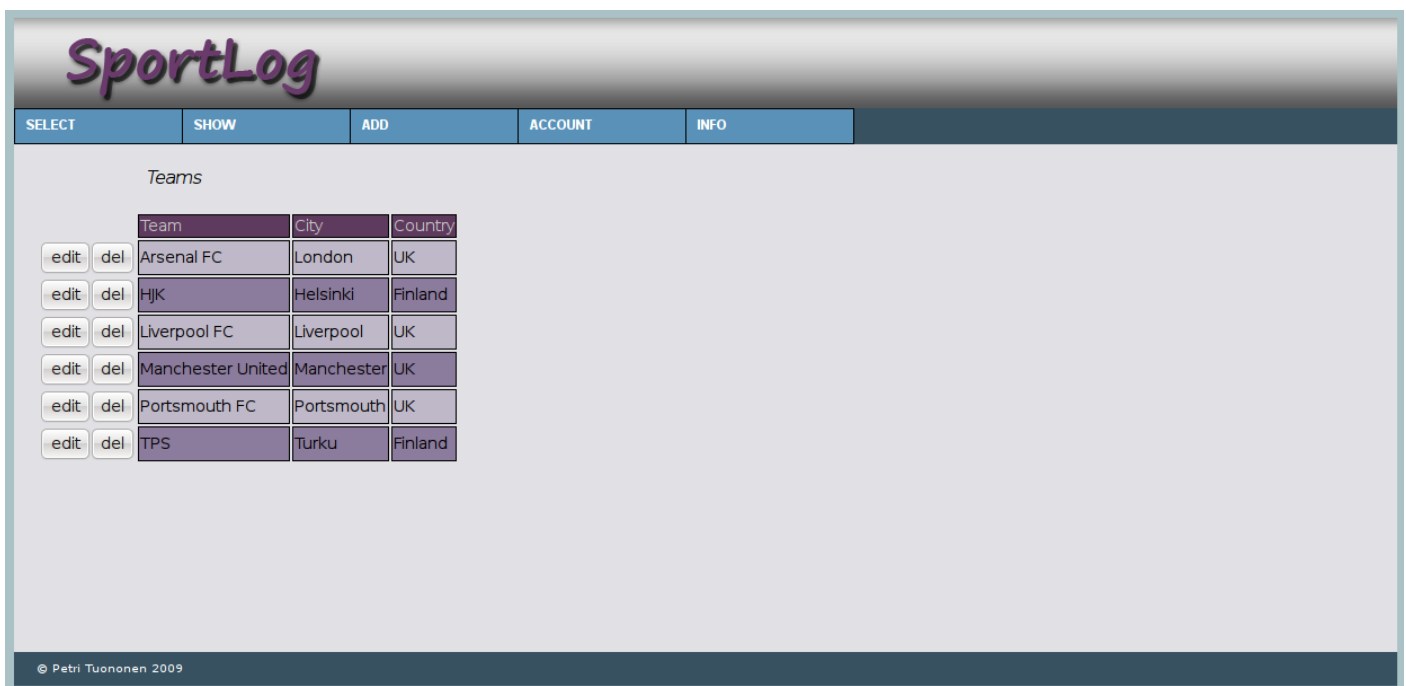 SportLog
SELECT SHOW ADD ACCOUNT INFO
Teams
Team City Country
edit del Arsenal FC London UK
edit del HJK Helsinki Finland
edit del Liverpool FC Liverpool UK
edit del Manchester United Manchester UK
edit del Portsmouth FC Portsmouth UK
edit del TPS Turku Finland
© Petri Tuononen 2009